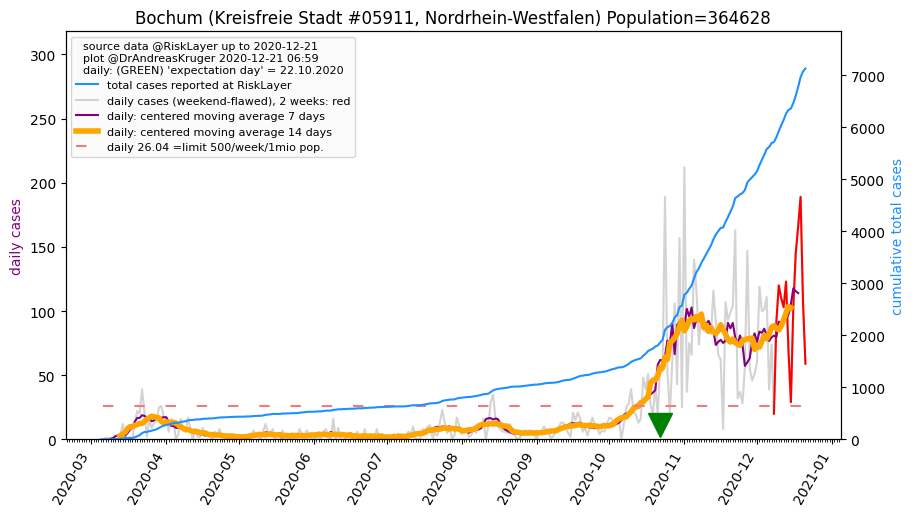 Bochum (Kreisfreie Stadt #05911, Nordrhein-Westfalen) Population=364628
source data @RiskLayer up to 2020-12-21
plot @DrAndreasKruger 2020-12-21 06:59
daily: (GREEN) 'expectation day' = 22.10.2020
total cases reported at RiskLayer
daily cases (weekend-flawed), 2 weeks: red
daily: centered moving average 7 days
daily: centered moving average 14 days
daily 26.04 =limit 500/week/1mio pop.
daily cases
300
250
200
150
100
50
0
cumulative total cases
7000
6000
5000
4000
3000
2000
1000
0
2020-03
2020-04
2020-05
2020-06
2020-07
2020-08
2020-09
2020-10
2020-11
2020-12
2021-01